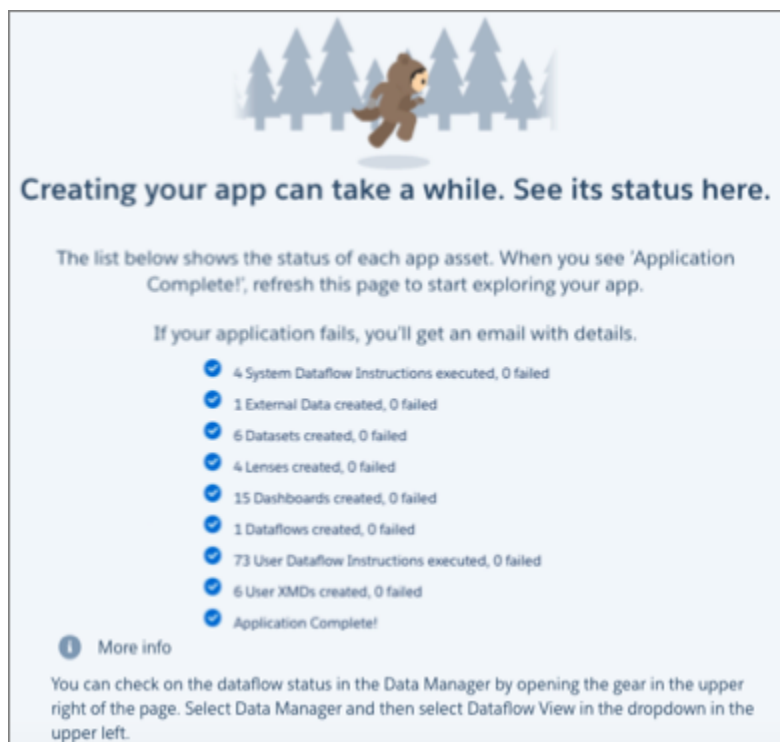 Creating your app can take a while. See its status here.
The list below shows the status of each app asset. When you see 'Application
Complete!', refresh this page to start exploring your app.
If your application fails, you'll get an email with details.
4 System Dataflow Instructions executed, 0 failed
1 External Data created, 0 failed
6 Datasets created, 0 failed
4 Lenses created, 0 failed
15 Dashboards created, 0 failed
1 Dataflows created, 0 failed
73 User Dataflow Instructions executed, 0 failed
6 User XMDs created, 0 failed
Application Complete!
More info
You can check on the dataflow status in the Data Manager by opening the gear in the upper
right of the page. Select Data Manager and then select Dataflow View in the dropdown in the
upper left.